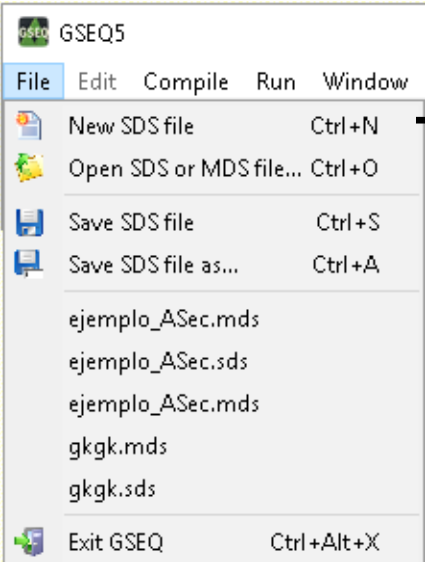 GSEQ GSEQ5
File Edit Compile Run Window
New SDS file Ctrl+N
Open SDS or MDS file... Ctrl+O
Save SDS file Ctrl+S
Save SDS file as... Ctrl+A
ejemplo_ASec.mds
ejemplo_ASec.sds
ejemplo_ASec.mds
gkgk.mds
gkgk.sds
Exit GSEQ Ctrl+Alt+X